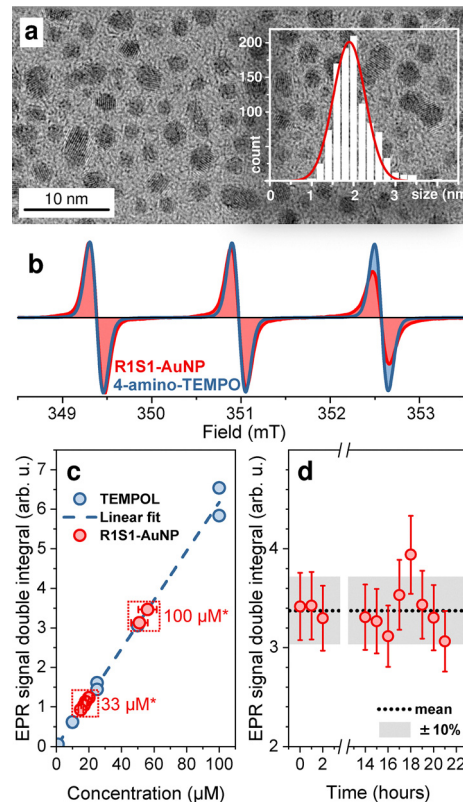 a
200
150
100
50
0
count
0 1 2 3
size (nm
10 nm
b
R1S1-AuNP
4-amino-TEMPO
349 350 351 352 353
Field (mT)
c
EPR signal double integral (arb. u.)
7
6
5
4
3
2
1
0
TEMPOL
Linear fit
R1S1-AuNP
100 µM*
33 µM*
0 20 40 60 80 100
Concentration (µM)
d
EPR signal double integral (arb. u.)
6
4
2
0
mean
± 10%
0 2 14 16 18 20 22
Time (hours)